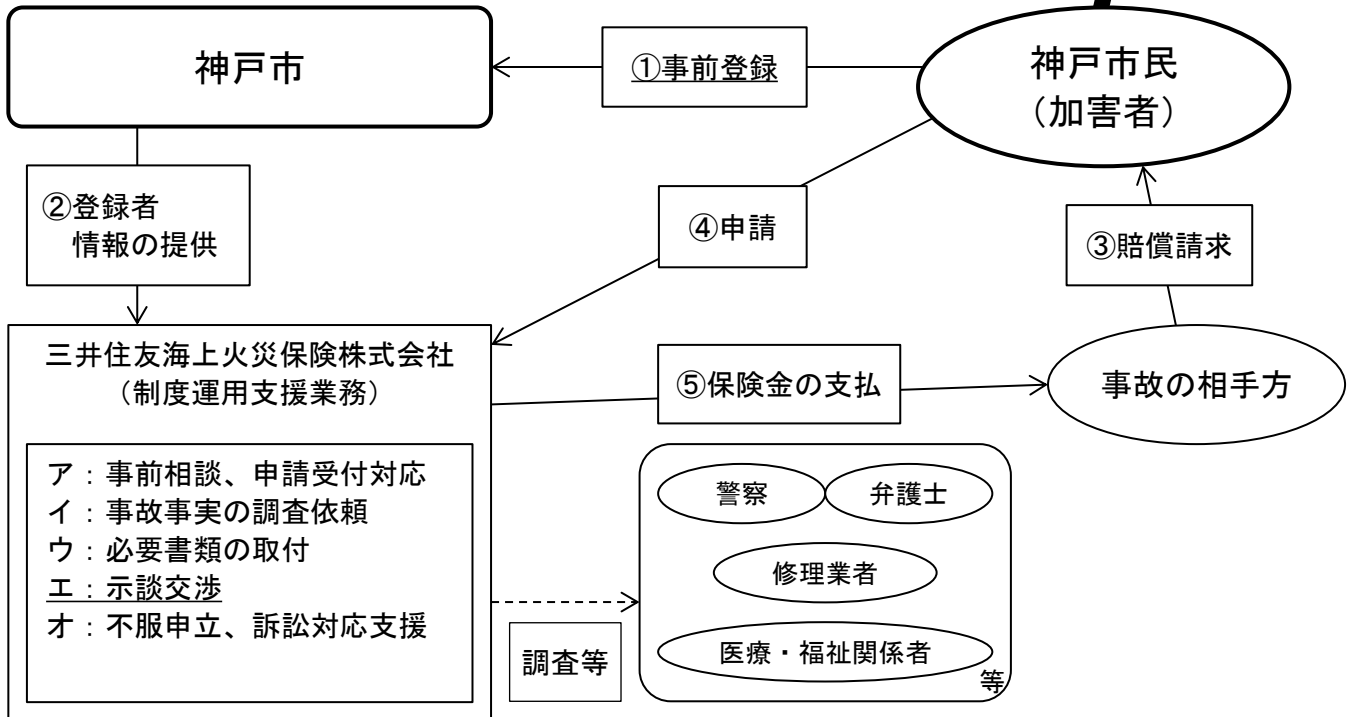 神戸市
①事前登録
神戸市民
（加害者）
②登録者
情報の提供
④申請
③賠償請求
三井住友海上火災保険株式会社
（制度運用支援業務）
⑤保険金の支払
事故の相手方
ア：事前相談、申請受付対応
イ：事故事実の調査依頼
ウ：必要書類の取付
エ：示談交渉
オ：不服申立、訴訟対応支援
調査等
警察
弁護士
修理業者
医療・福祉関係者
等